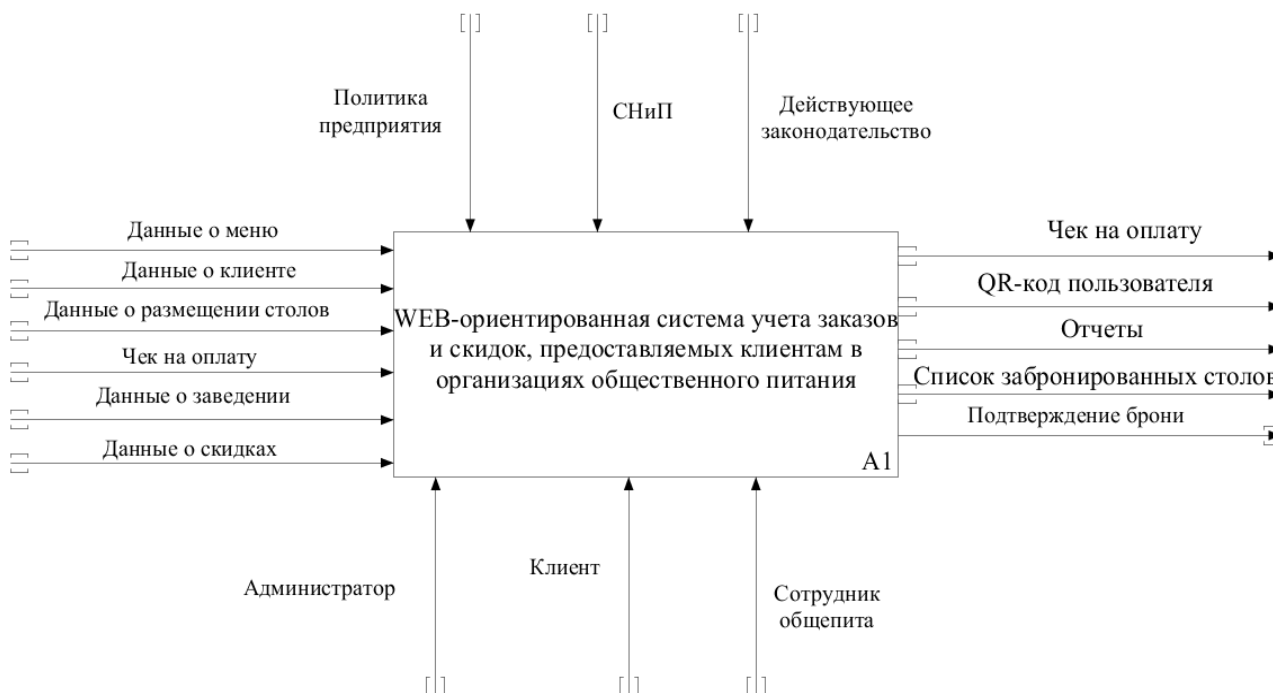 Политика
предприятия
СНиП
Действующее
законодательство
Данные о меню
Данные о клиенте
Данные о размещении столов
Чек на оплату
Данные о заведении
Данные о скидках
WEB-ориентированная система учета заказов
и скидок, предоставляемых клиентам в
организациях общественного питания
A1
Чек на оплату
QR-код пользователя
Отчеты
Список забронированных столов
Подтверждение брони
Администратор
Клиент
Сотрудник
общепита